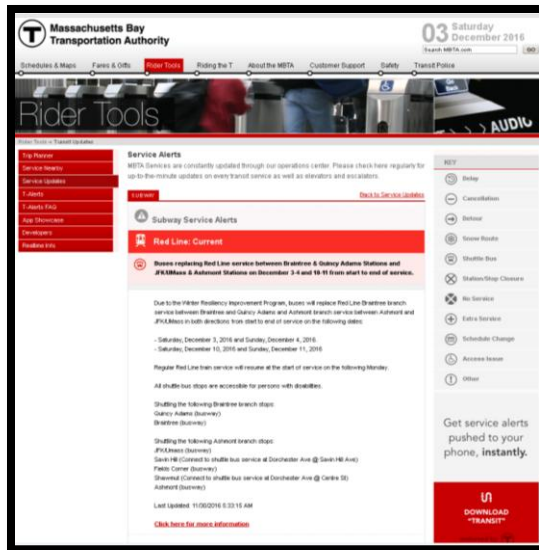 Massachusetts Bay
Transportation Authority
03 Saturday
December 2016
Search MBTA.com
GO
Schedules & Maps
Fares & Gifts
Rider Tools
Riding the T
About the MBTA
Customer Support
Safety
Transit Police
Rider Tools
Go
Back
AUDIO
Rider Tools > Transit Updates
Trip Planner
Service Nearby
Service Updates
T-Alerts
T-Alerts FAQ
App Showcase
Developers
Realtime Info
Service Alerts
MBTA Services are constantly updated through our operations center. Please check here regularly for
up-to-the-minute updates on every transit service as well as elevators and escalators.
SUBWAY
Back to Service Updates
Subway Service Alerts
Red Line: Current
Buses replacing Red Line service between Braintree & Quincy Adams Stations and
JFK/UMass & Ashmont Stations on December 3-4 and 10-11 from start to end of service.
Due to the Winter Resiliency Improvement Program, buses will replace Red Line Braintree branch
service between Braintree and Quincy Adams and Ashmont branch service between Ashmont and
JFK/UMass in both directions from start to end of service on the following dates:
- Saturday, December 3, 2016 and Sunday, December 4, 2016.
- Saturday, December 10, 2016 and Sunday, December 11, 2016
Regular Red Line train service will resume at the start of service on the following Monday.
All shuttle bus stops are accessible for persons with disabilities.
Shuttling the following Braintree branch stops:
Quincy Adams (busway)
Braintree (busway)
Shuttling the following Ashmont branch stops:
JFK/Umass (busway)
Savin Hill (Connect to shuttle bus service at Dorchester Ave @ Savin Hill Ave)
Fields Corner (busway)
Shawmut (Connect to shuttle bus service at Dorchester Ave @ Centre St)
Ashmont (busway)
Click here for more information
KEY
Delay
Cancellation
Detour
Snow Route
Shuttle Bus
Station/Stop Closure
No Service
Extra Service
Schedule Change
Access Issue
Other
Get service alerts
pushed to your
phone, instantly.
DOWNLOAD
"TRANSIT"